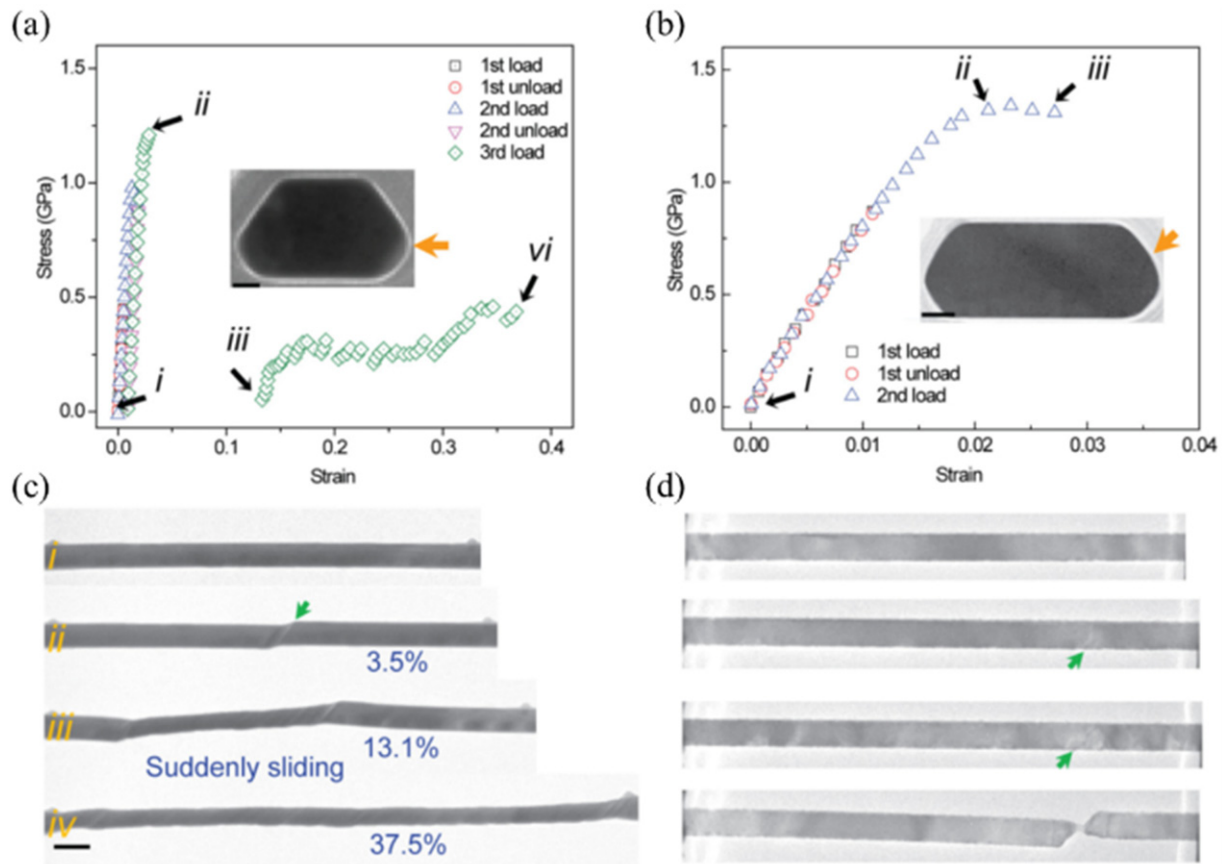 (a)
1.5
1.0
0.5
0.0
Stress (GPa)
0.0
0.1
0.2
0.3
0.4
Strain
1st load
1st unload
2nd load
2nd unload
3rd load
i
ii
iii
vi
(b)
1.5
1.0
0.5
0.0
Stress (GPa)
0.00
0.01
0.02
0.03
0.04
Strain
1st load
1st unload
2nd load
i
ii
iii
(c)
i
ii
3.5%
iii
13.1%
Suddenly sliding
iv
37.5%
(d)